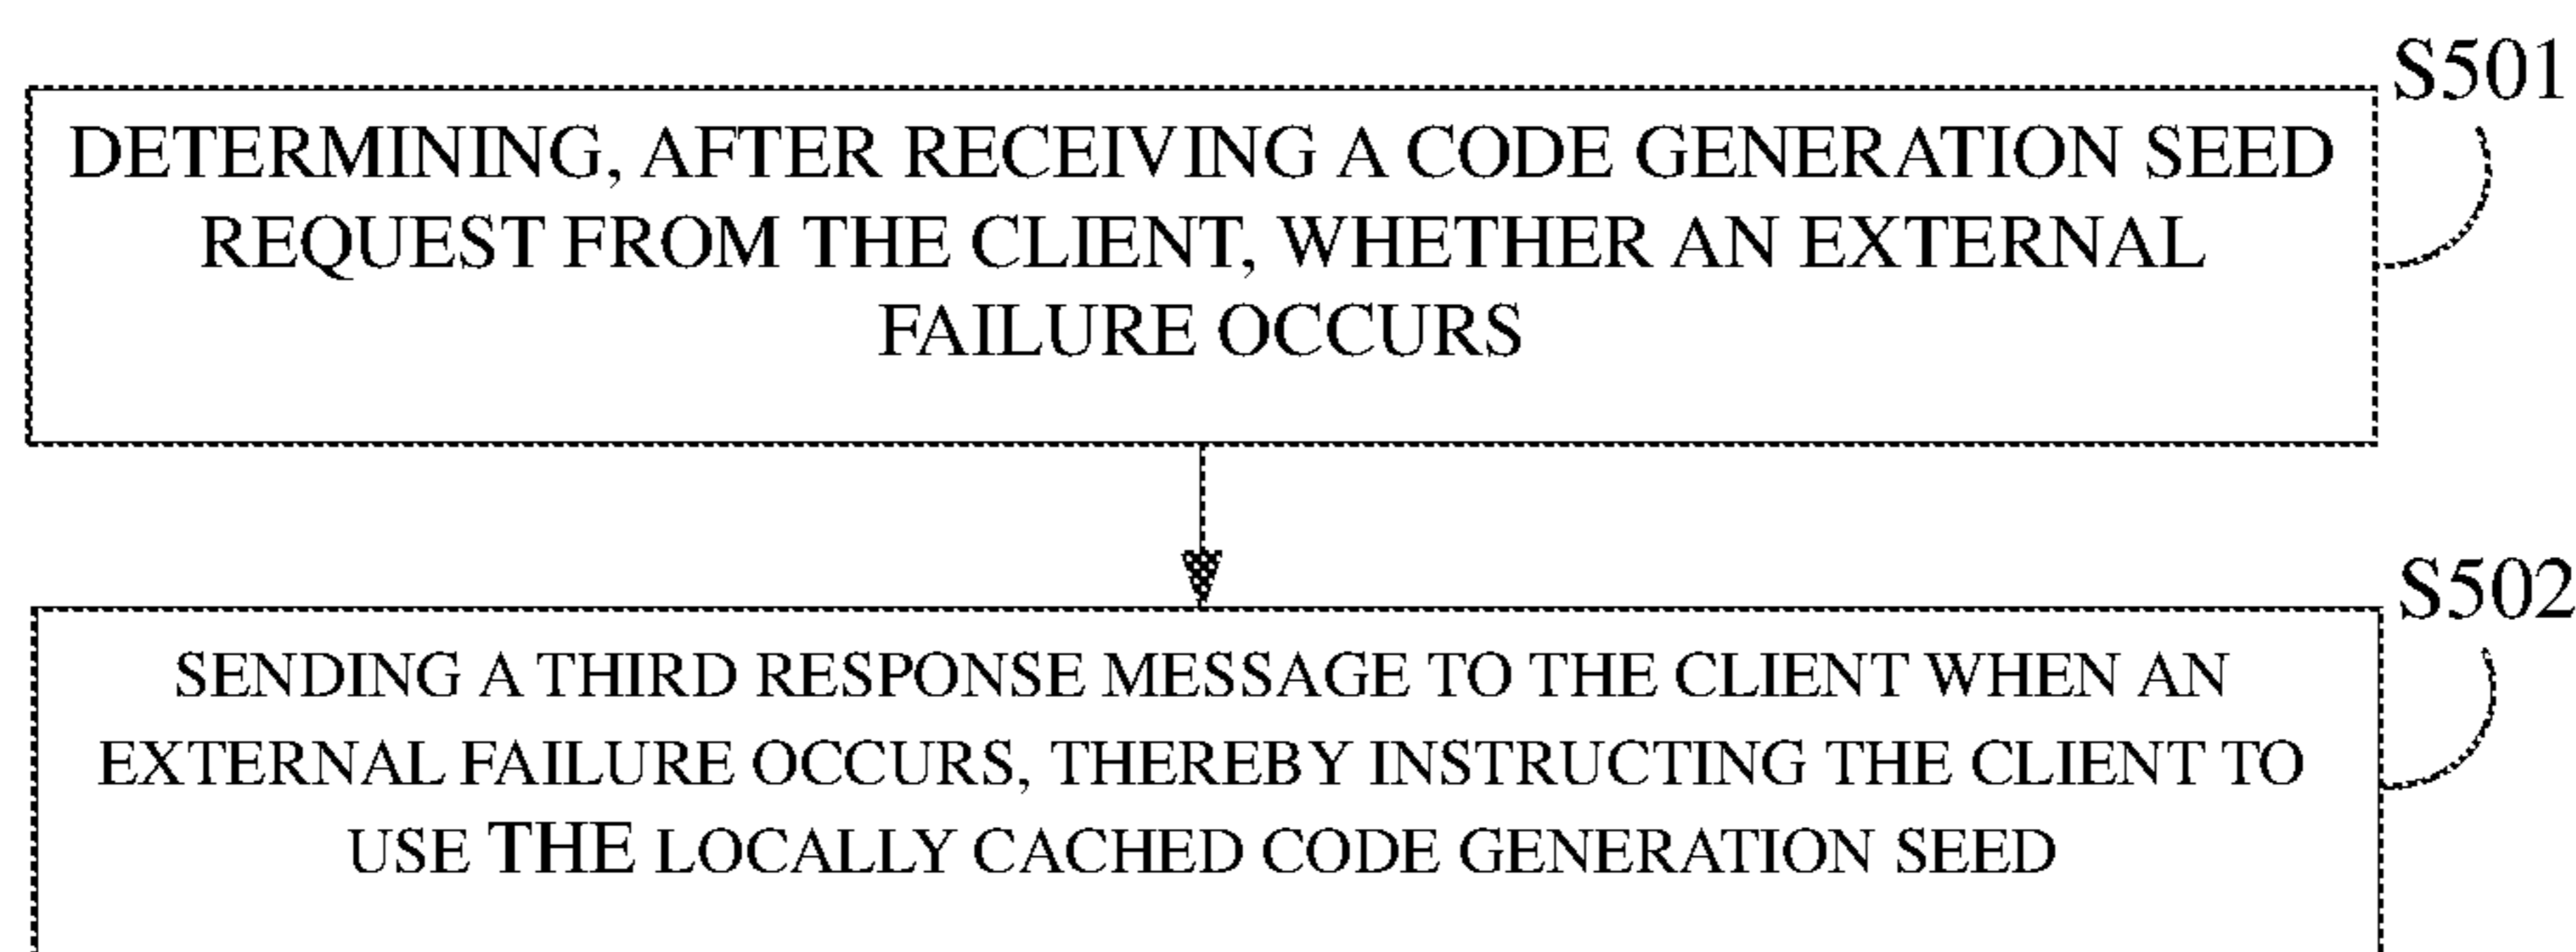 S501
DETERMINING, AFTER RECEIVING A CODE GENERATION SEED
REQUEST FROM THE CLIENT, WHETHER AN EXTERNAL
FAILURE OCCURS
S502
SENDING A THIRD RESPONSE MESSAGE TO THE CLIENT WHEN AN
EXTERNAL FAILURE OCCURS, THEREBY INSTRUCTING THE CLIENT TO
USE THE LOCALLY CACHED CODE GENERATION SEED